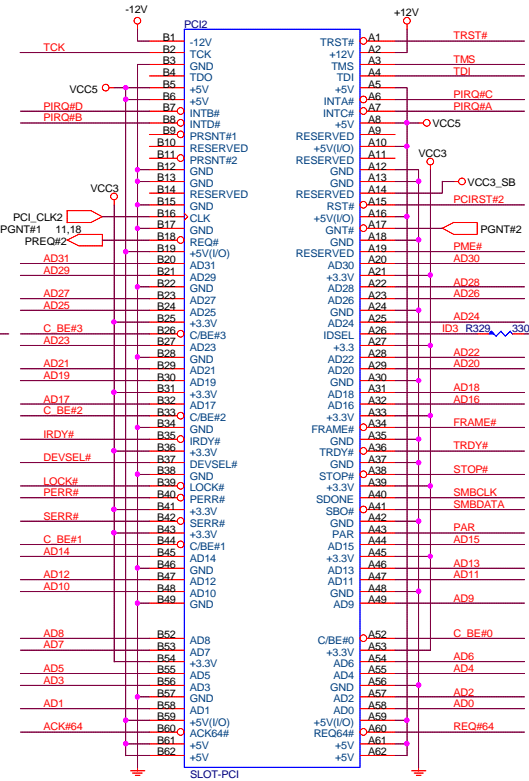 -12V +12V
PCI2
B1 -12V TRST# A1 TRST#
TCK B2 TCK +12V A2
B3 GND TMS A3 TMS
B4 TDO TDI A4 TDI
VCC5 B5 +5V +5V A5
B6 +5V INTA# A6 PIRQ#C
PIRQ#D B7 INTB# INTC# A7 PIRQ#A
PIRQ#B B8 INTD# +5V A8 VCC5
B9 PRSNT#1 RESERVED A9
B10 RESERVED +5V(I/O) A10
B11 PRSNT#2 RESERVED A11 VCC3
B12 GND GND A12
B13 GND GND A13
B14 RESERVED RESERVED A14 VCC3_SB
VCC3 B15 GND RST# A15 PCIRST#2
PCI_CLK2 B16 CLK +5V(I/O) A16
PGNT#1 11,18 B17 GND GNT# A17 PGNT#2
PREQ#2 B18 REQ# GND A18
B19 +5V(I/O) RESERVED A19 PME#
AD31 B20 AD31 AD30 A20 AD30
AD29 B21 AD29 +3.3V A21
B22 GND AD28 A22 AD28
AD27 B23 AD27 AD26 A23 AD26
AD25 B24 AD25 GND A24
B25 +3.3V AD24 A25 AD24
C_BE#3 B26 C/BE#3 IDSEL A26 ID3 R329 330
AD23 B27 AD23 +3.3 A27
B28 GND AD22 A28 AD22
AD21 B29 AD21 AD20 A29 AD20
AD19 B30 AD19 GND A30
B31 +3.3V AD18 A31 AD18
AD17 B32 AD17 AD16 A32 AD16
C_BE#2 B33 C/BE#2 +3.3V A33
B34 GND FRAME# A34 FRAME#
IRDY# B35 IRDY# GND A35
B36 +3.3V TRDY# A36 TRDY#
DEVSEL# B37 DEVSEL# GND A37
B38 GND STOP# A38 STOP#
LOCK# B39 LOCK# +3.3V A39
PERR# B40 PERR# SDONE A40 SMBCLK
B41 +3.3V SBO# A41 SMBDATA
SERR# B42 SERR# GND A42
B43 +3.3V PAR A43 PAR
C_BE#1 B44 C/BE#1 AD15 A44 AD15
AD14 B45 AD14 +3.3V A45
B46 GND AD13 A46 AD13
AD12 B47 AD12 AD11 A47 AD11
AD10 B48 AD10 GND A48
B49 GND AD9 A49 AD9
AD8 B52 AD8 C/BE#0 A52 C_BE#0
AD7 B53 AD7 +3.3V A53
B54 +3.3V AD6 A54 AD6
AD5 B55 AD5 AD4 A55 AD4
AD3 B56 AD3 GND A56
B57 GND AD2 A57 AD2
AD1 B58 AD1 AD0 A58 AD0
B59 +5V(I/O) +5V(I/O) A59
ACK#64 B60 ACK64# REQ64# A60 REQ#64
B61 +5V +5V A61
B62 +5V +5V A62
SLOT-PCI